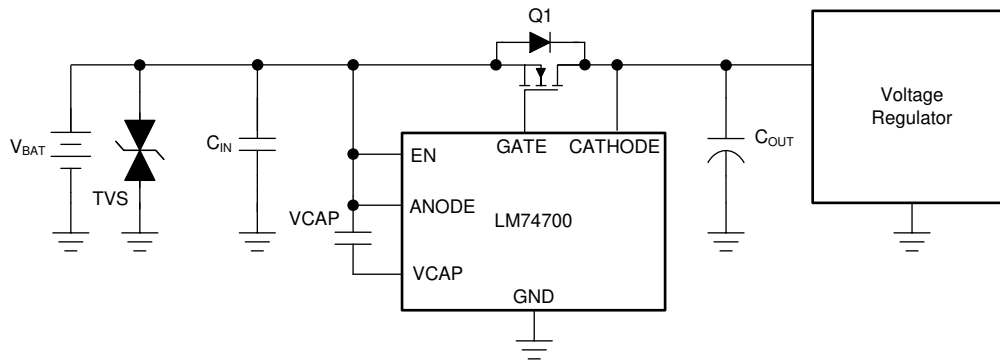 Q1
Voltage
Regulator
V_BAT
TVS
C_IN
VCAP
EN
GATE
CATHODE
ANODE
LM74700
VCAP
GND
C_OUT